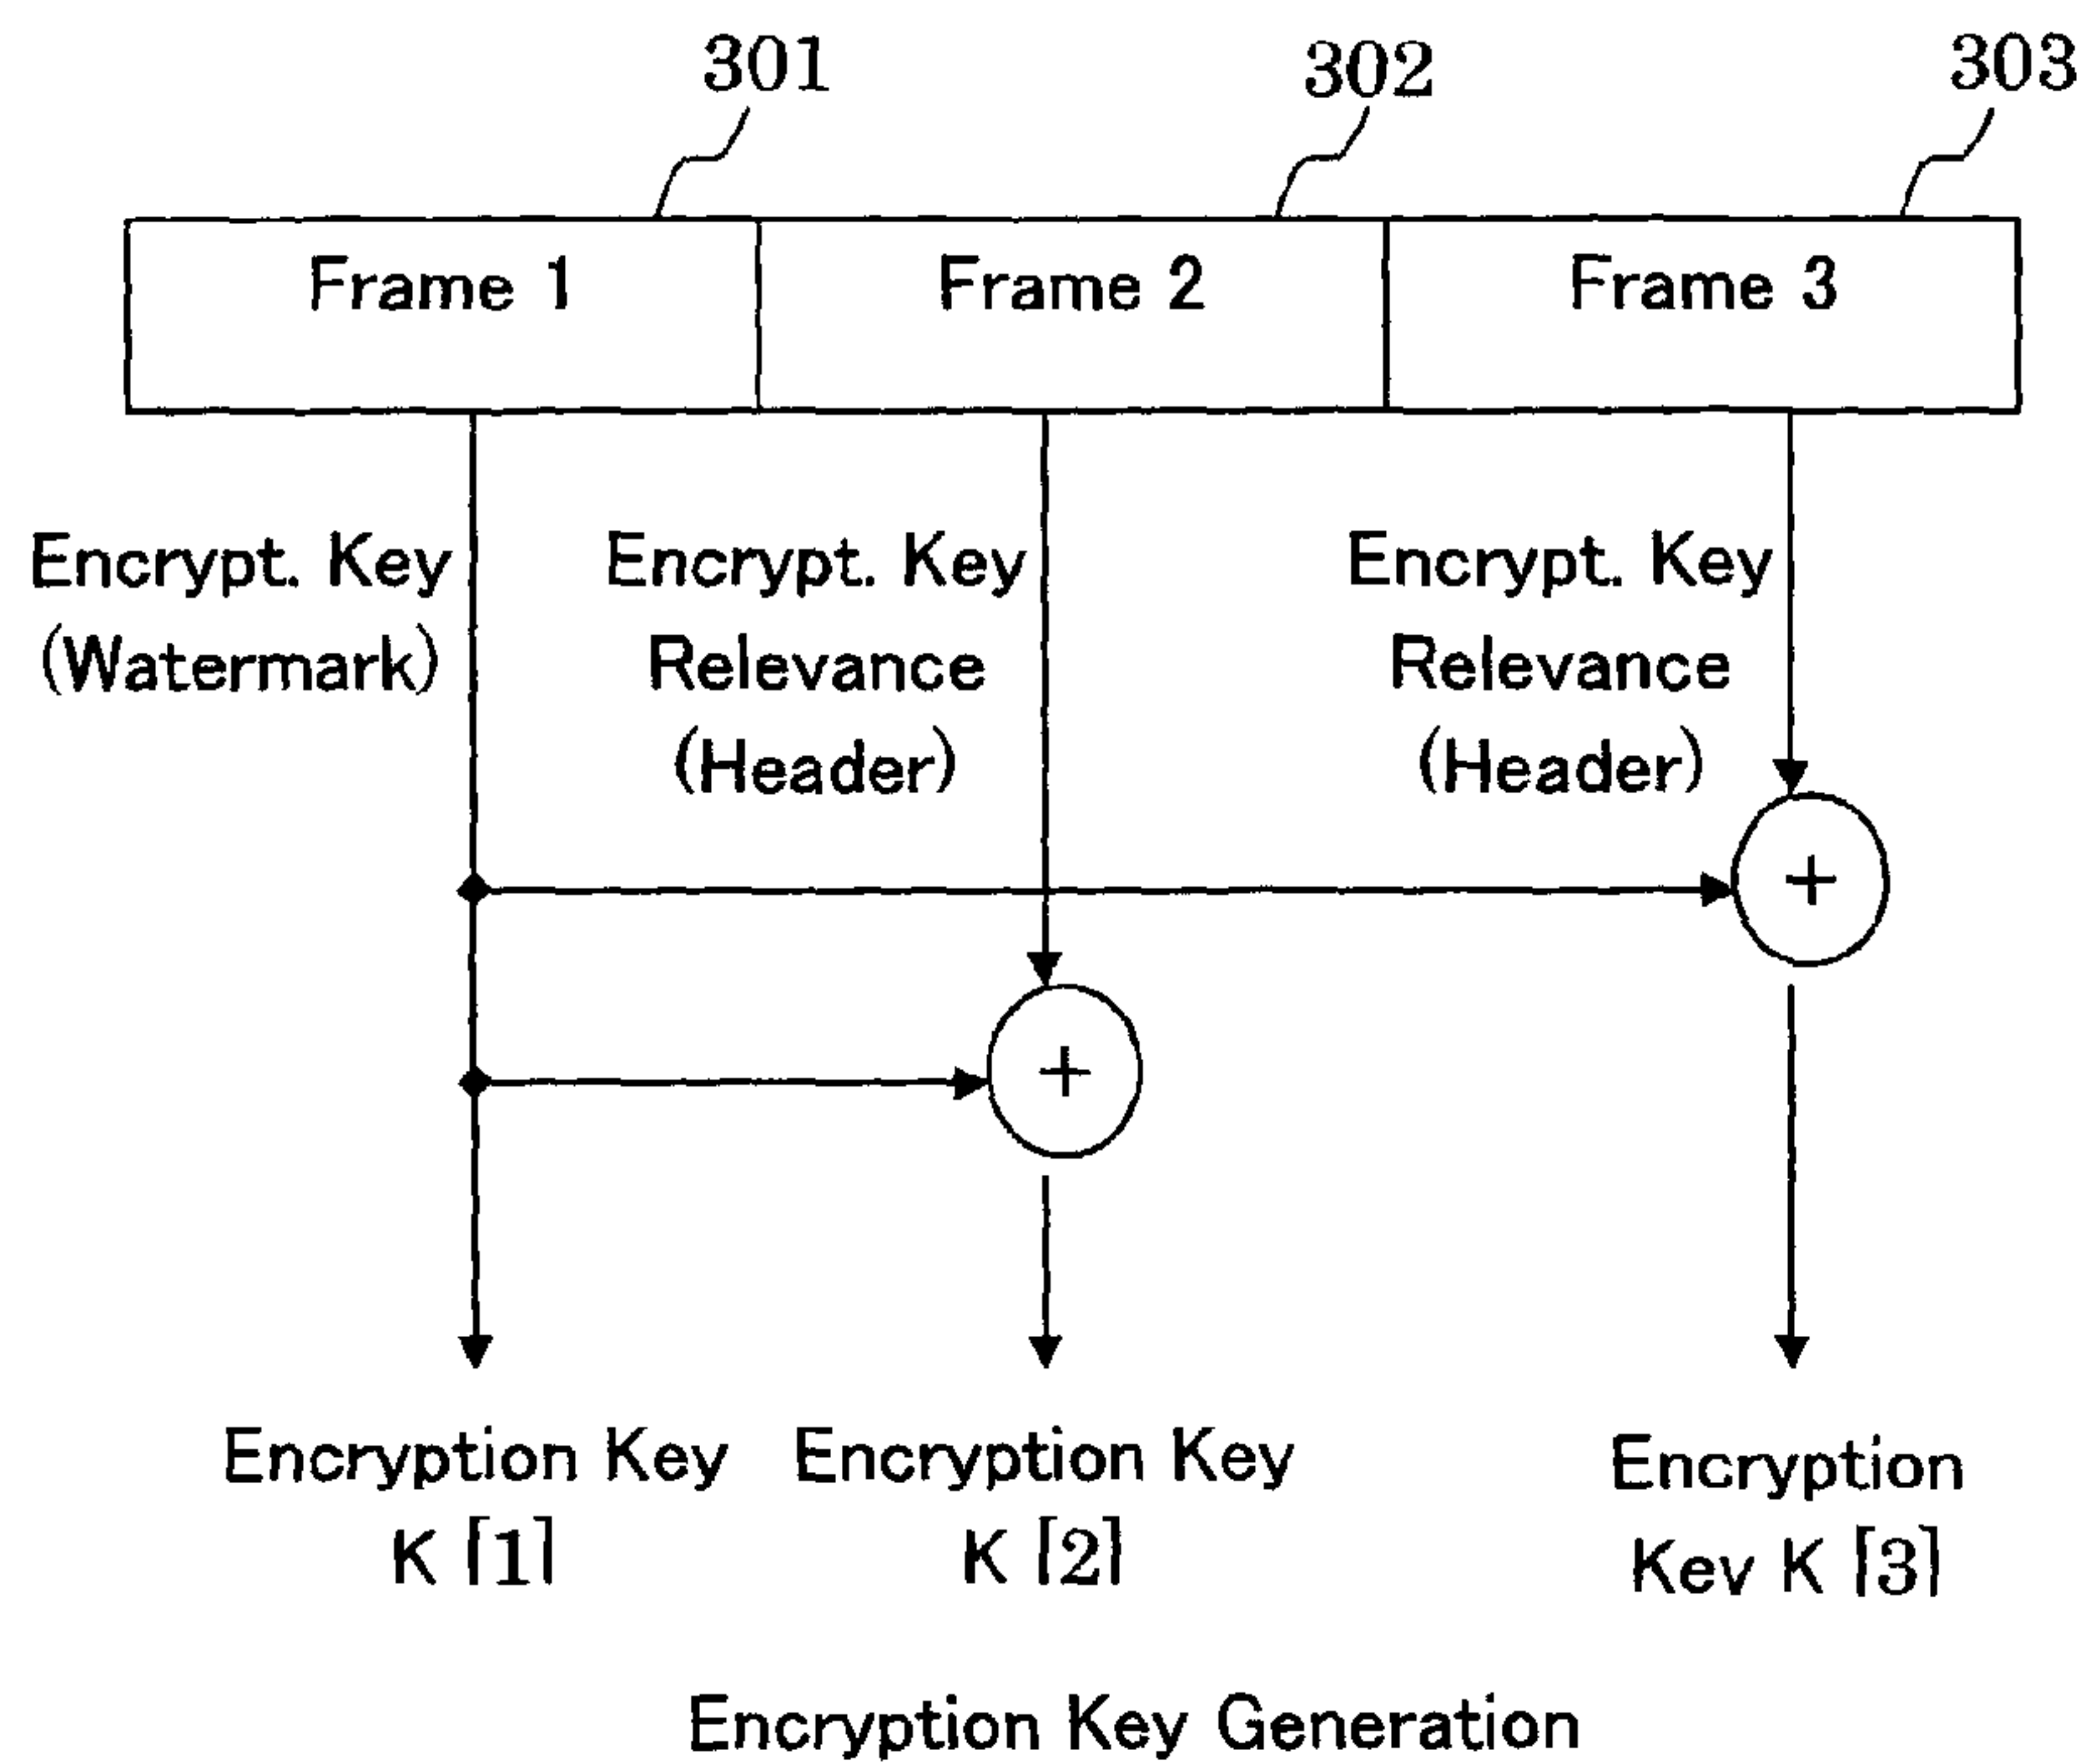 301 302 303
Frame 1 Frame 2 Frame 3
Encrypt. Key
(Watermark)
Encrypt. Key
Relevance
(Header)
Encrypt. Key
Relevance
(Header)
+
+
Encryption Key
K [1]
Encryption Key
K [2]
Encryption
Key K [3]
Encryption Key Generation